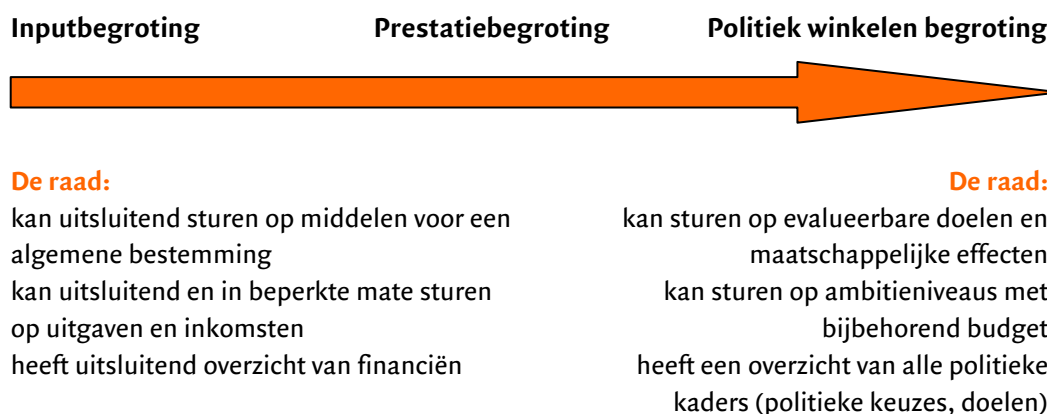 Inputbegroting Prestatiebegroting Politiek winkelen begroting
De raad:
kan uitsluitend sturen op middelen voor een
algemene bestemming
kan uitsluitend en in beperkte mate sturen
op uitgaven en inkomsten
heeft uitsluitend overzicht van financiën
De raad:
kan sturen op evalueerbare doelen en
maatschappelijke effecten
kan sturen op ambitieniveaus met
bijbehorend budget
heeft een overzicht van alle politieke
kaders (politieke keuzes, doelen)